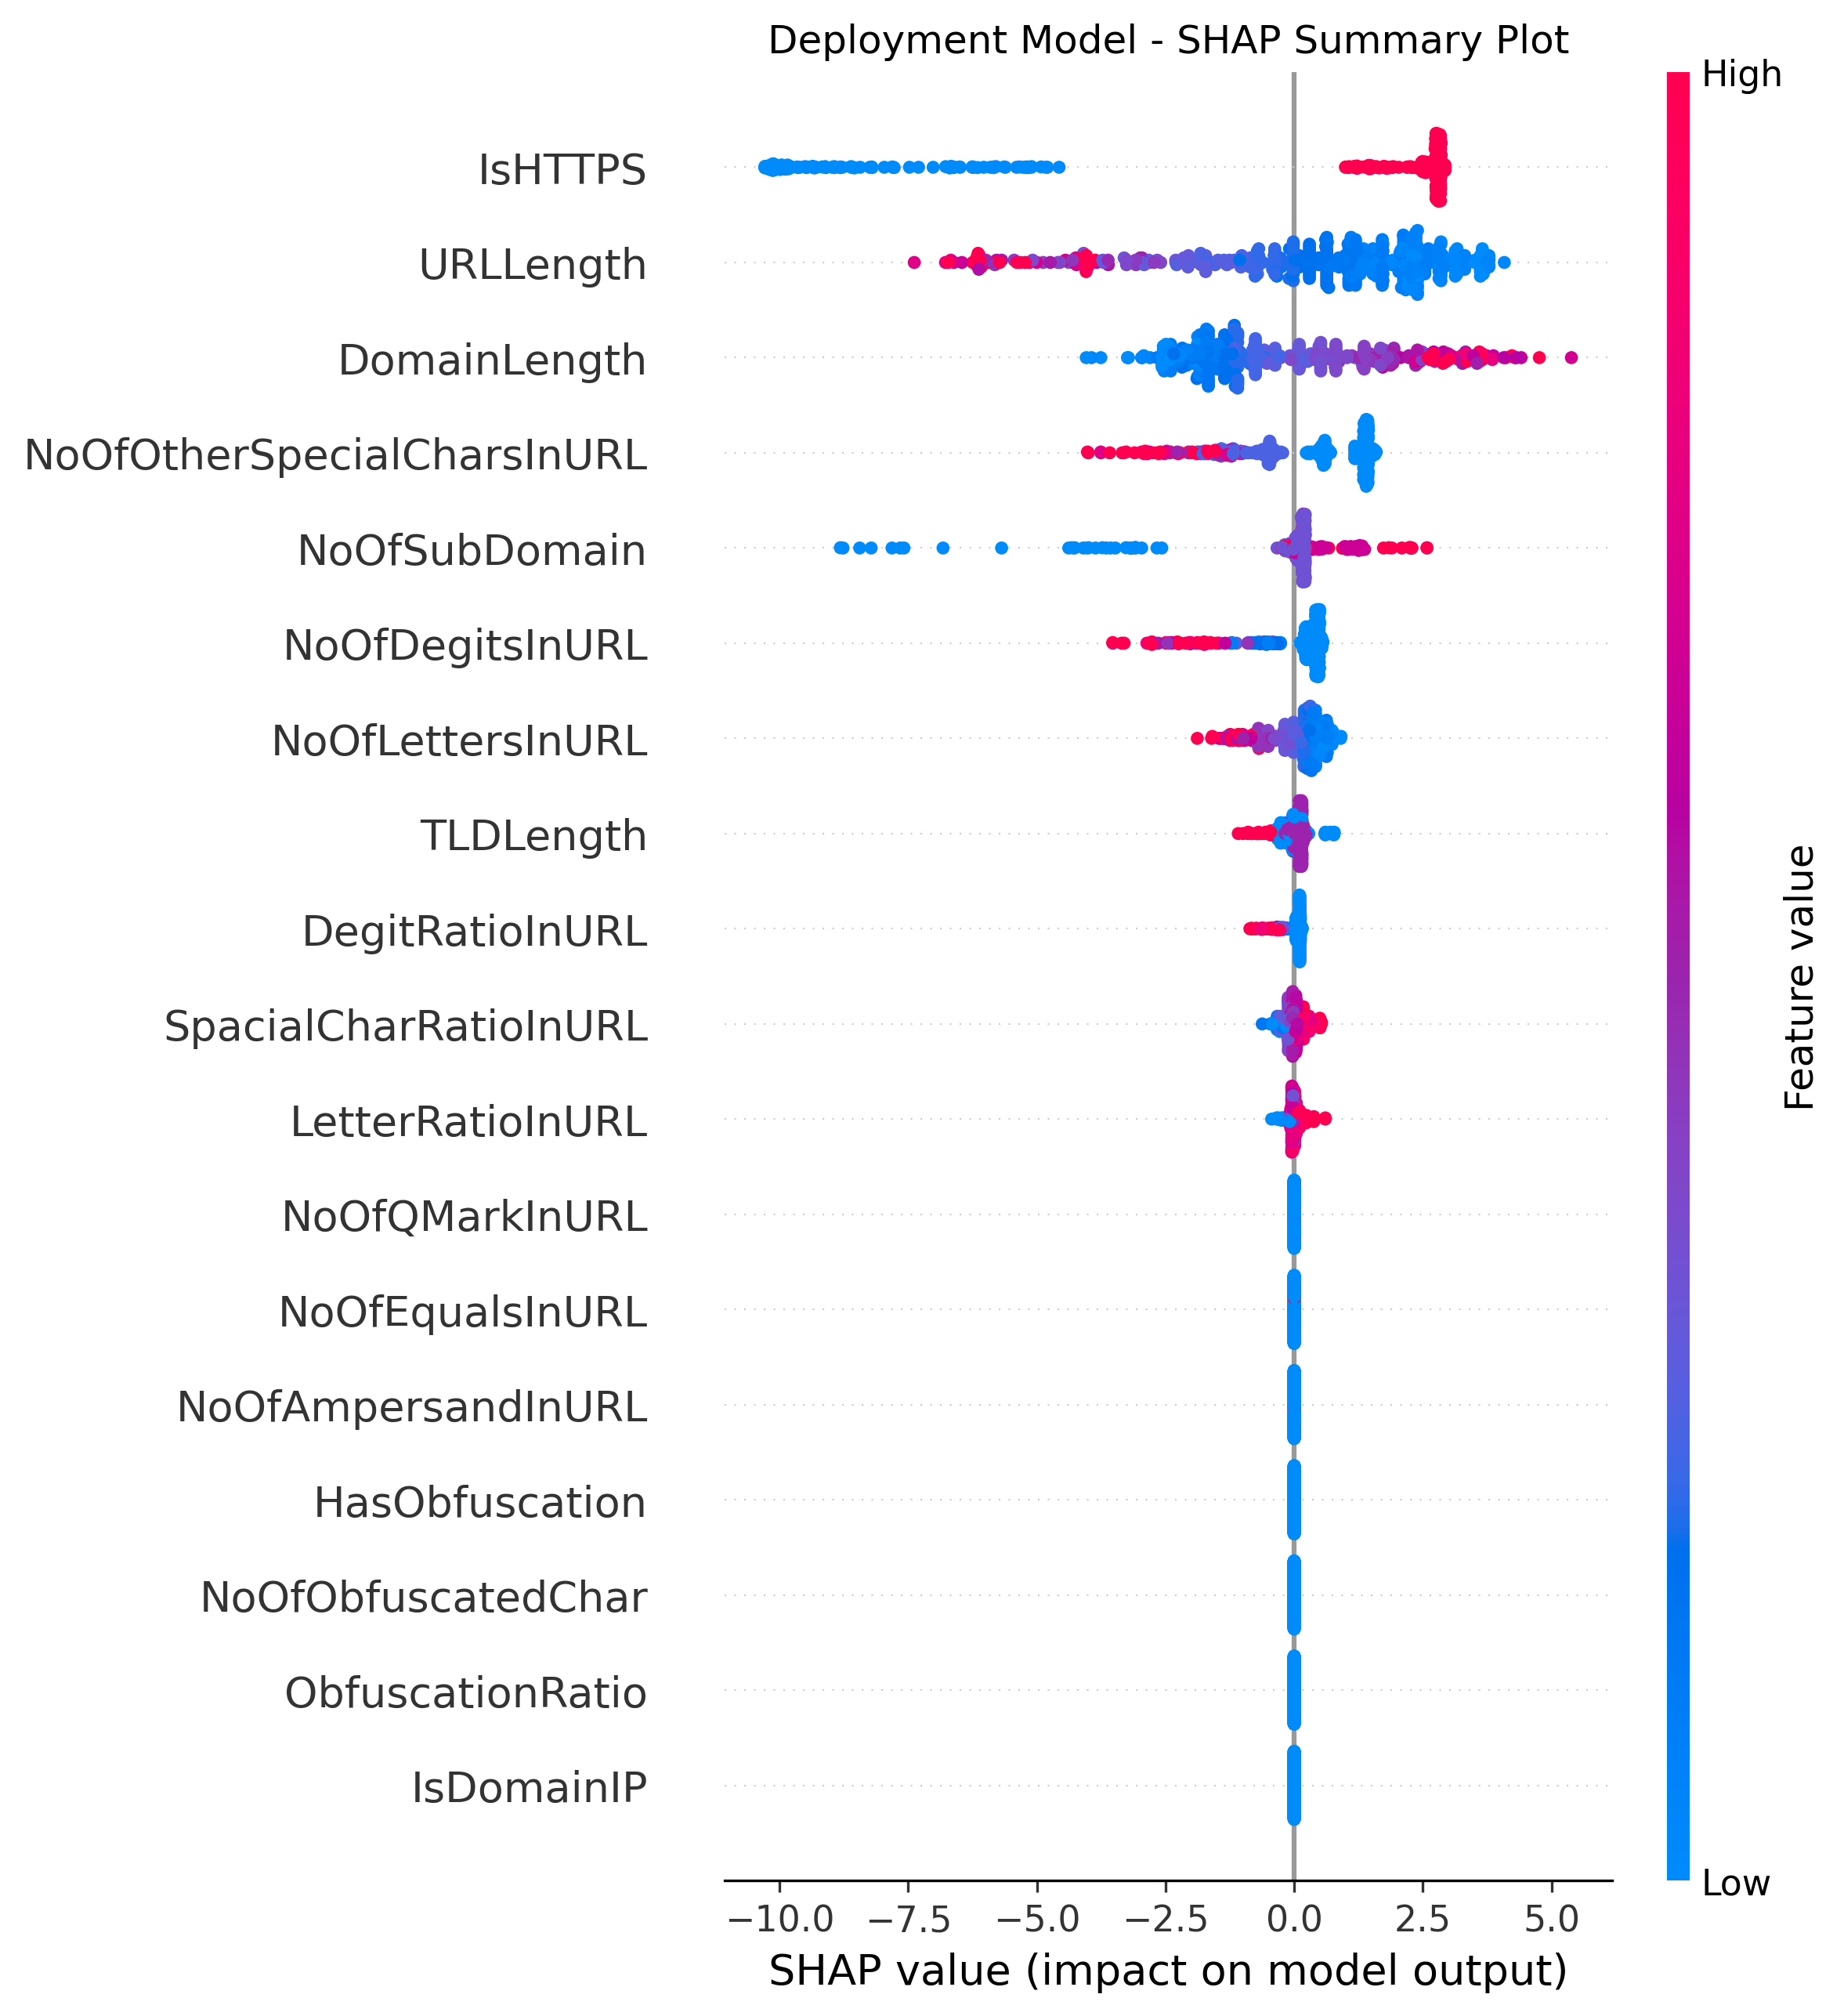 Deployment Model - SHAP Summary Plot
High
IsHTTPS
URLLength
DomainLength
NoOfOtherSpecialCharsInURL
NoOfSubDomain
NoOfDegitsInURL
NoOfLettersInURL
TLDLength
DegitRatioInURL
SpacialCharRatioInURL
LetterRatioInURL
NoOfQMarkInURL
NoOfEqualsInURL
NoOfAmpersandInURL
HasObfuscation
NoOfObfuscatedChar
ObfuscationRatio
IsDomainIP
Feature value
Low
−10.0 −7.5 −5.0 −2.5 0.0 2.5 5.0
SHAP value (impact on model output)